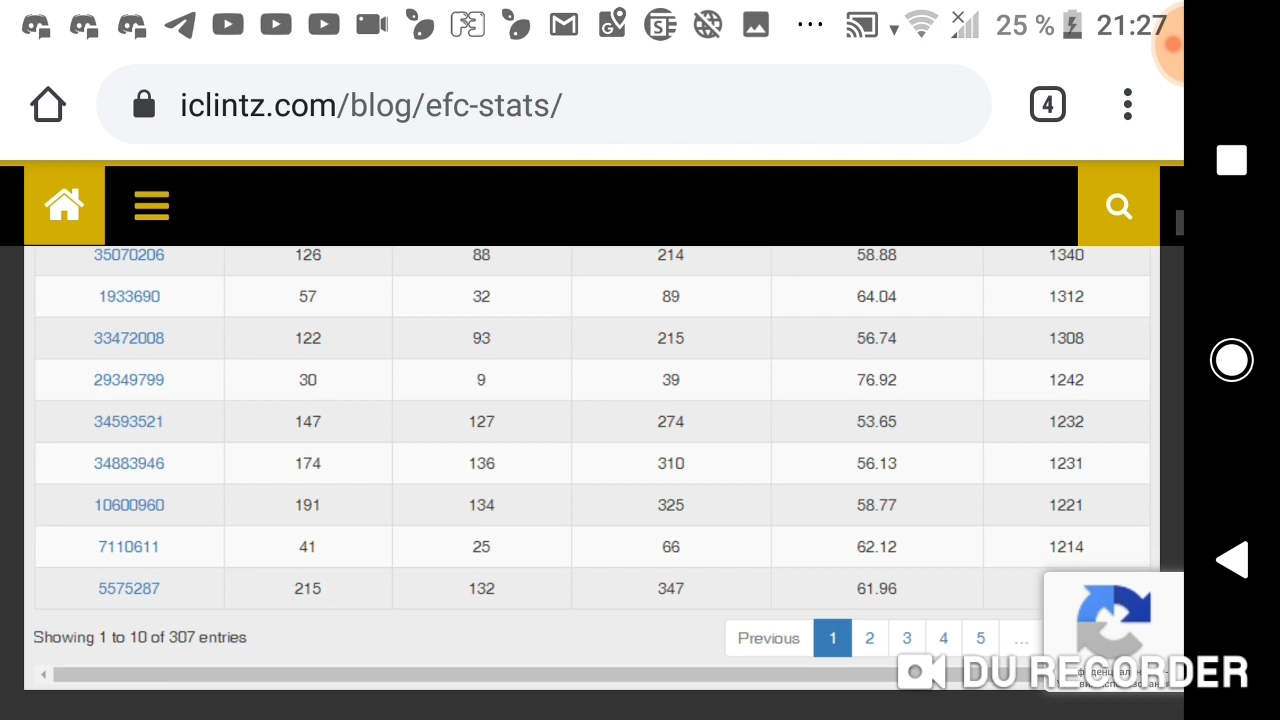 25 % 21:27
iclintz.com/blog/efc-stats/ 4
35070206 126 88 214 58.88 1340
1933690 57 32 89 64.04 1312
33472008 122 93 215 56.74 1308
29349799 30 9 39 76.92 1242
34593521 147 127 274 53.65 1232
34883946 174 136 310 56.13 1231
10600960 191 134 325 58.77 1221
7110611 41 25 66 62.12 1214
5575287 215 132 347 61.96
Showing 1 to 10 of 307 entries Previous 1 2 3 4 5 ...
DU RECORDER